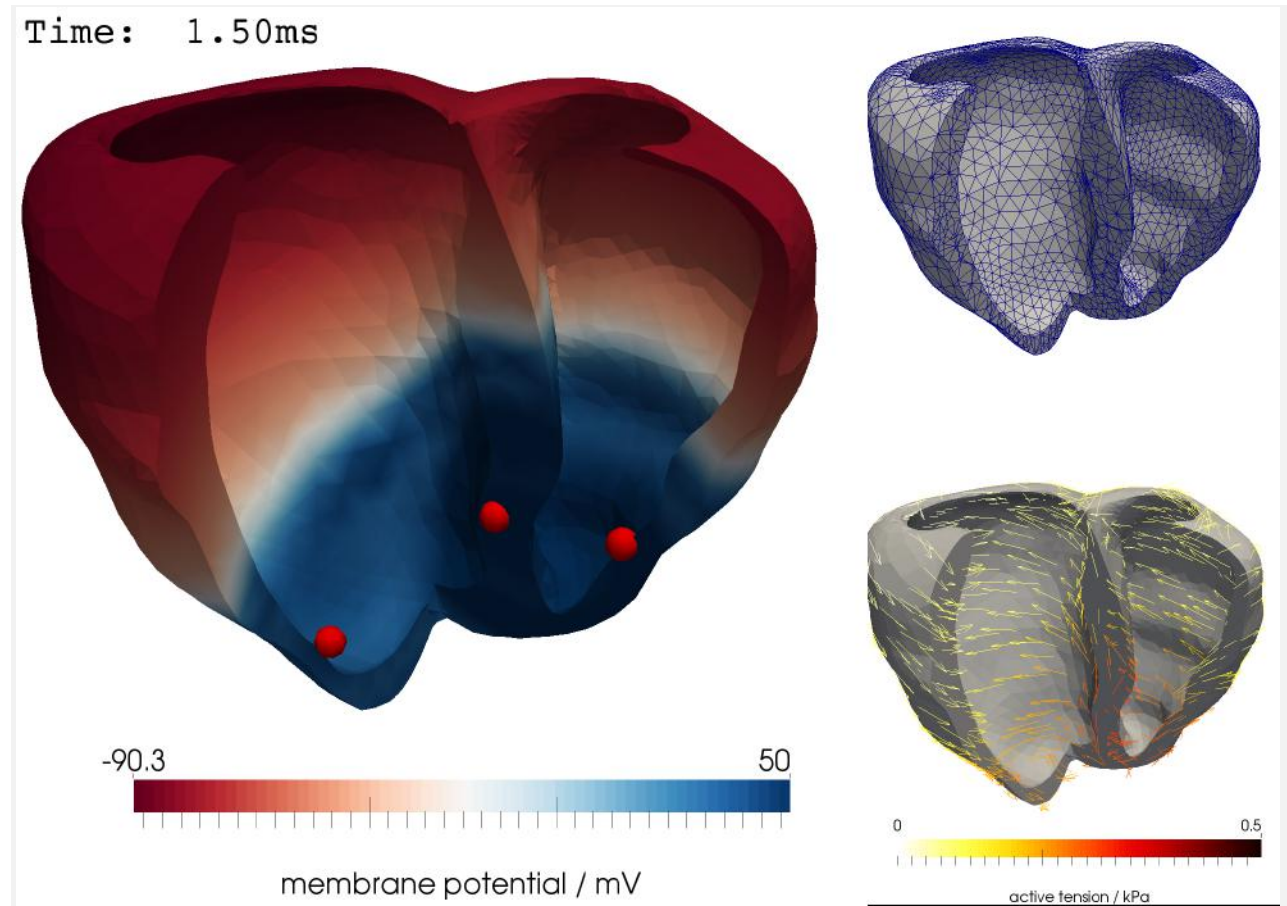 Time: 1.50ms
-90.3 50
membrane potential / mV
0 0.5
active tension / kPa